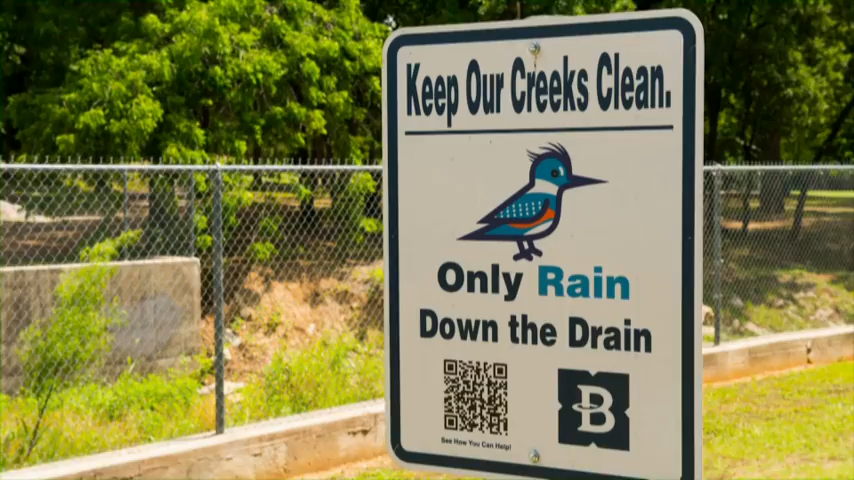 Keep Our Creeks Clean.
Only Rain
Down the Drain
See How You Can Help!
B